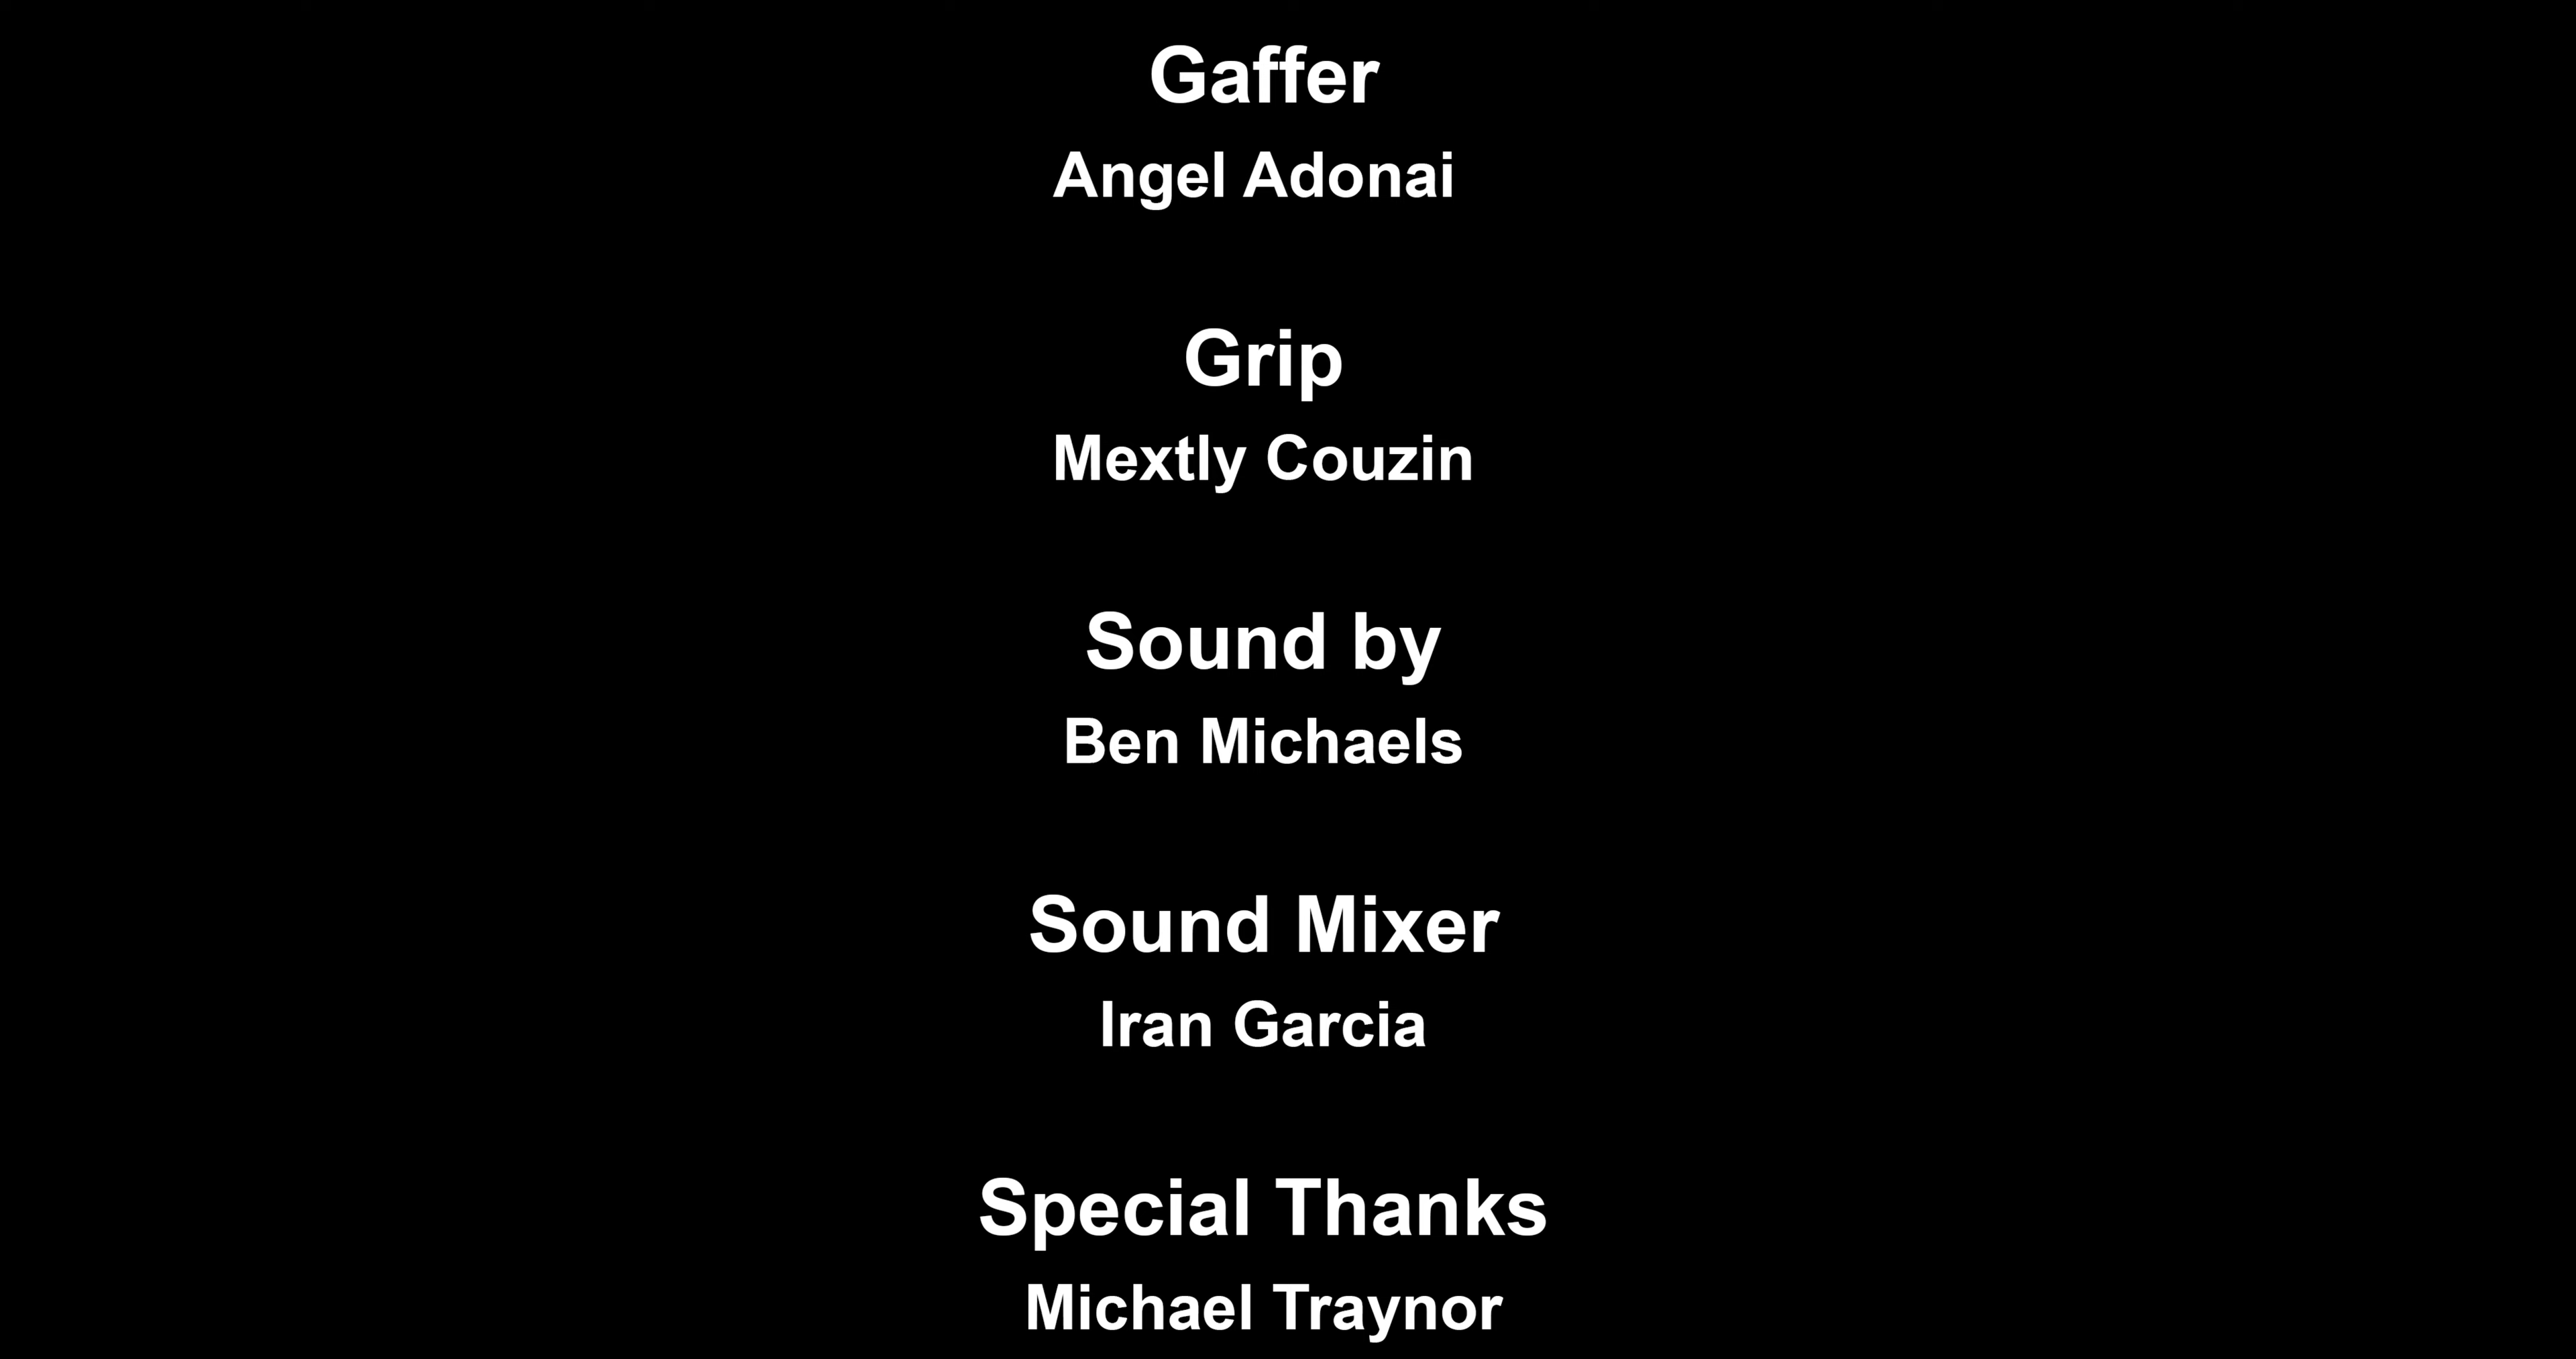 Gaffer
Angel Adonai
Grip
Mextly Couzin
Sound by
Ben Michaels
Sound Mixer
Iran Garcia
Special Thanks
Michael Traynor